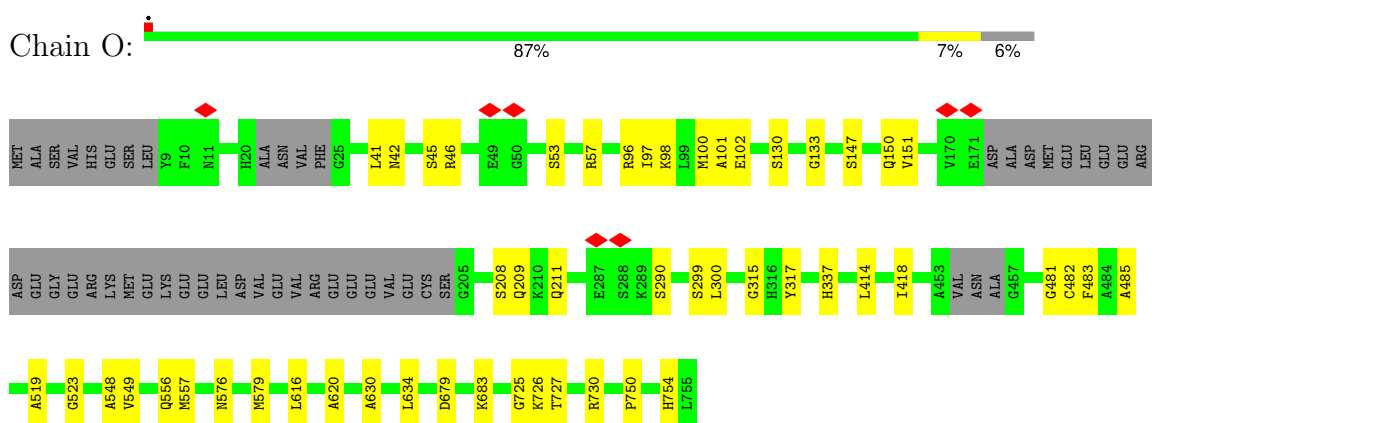 Chain O:
87% 7% 6%
MET ALA SER VAL HIS GLU SER LEU Y9 F10 N11 H20 ALA ASN VAL PHE G25 L41 N42 S45 R46 E49 G50 S53 R57 R96 I97 K98 L99 M100 A101 E102 S130 G133 S147 Q150 V151 V170 E171 ASP ALA ASP MET GLU LEU GLU GLU ARG
ASP GLU GLY GLU ARG LYS MET GLU LYS GLU GLU LEU ASP VAL GLU VAL ARG GLU GLU GLU VAL GLU CYS SER G205 S208 Q209 K210 Q211 E287 S288 K289 S290 S299 L300 G315 H316 Y317 H337 L414 I418 A453 VAL ASN ALA G457 G481 C482 F483 A484 A485
A519 G523 A548 V549 Q556 M557 N576 M579 L616 A620 A630 L634 D679 K683 G725 K726 T727 R730 P750 H754 L755